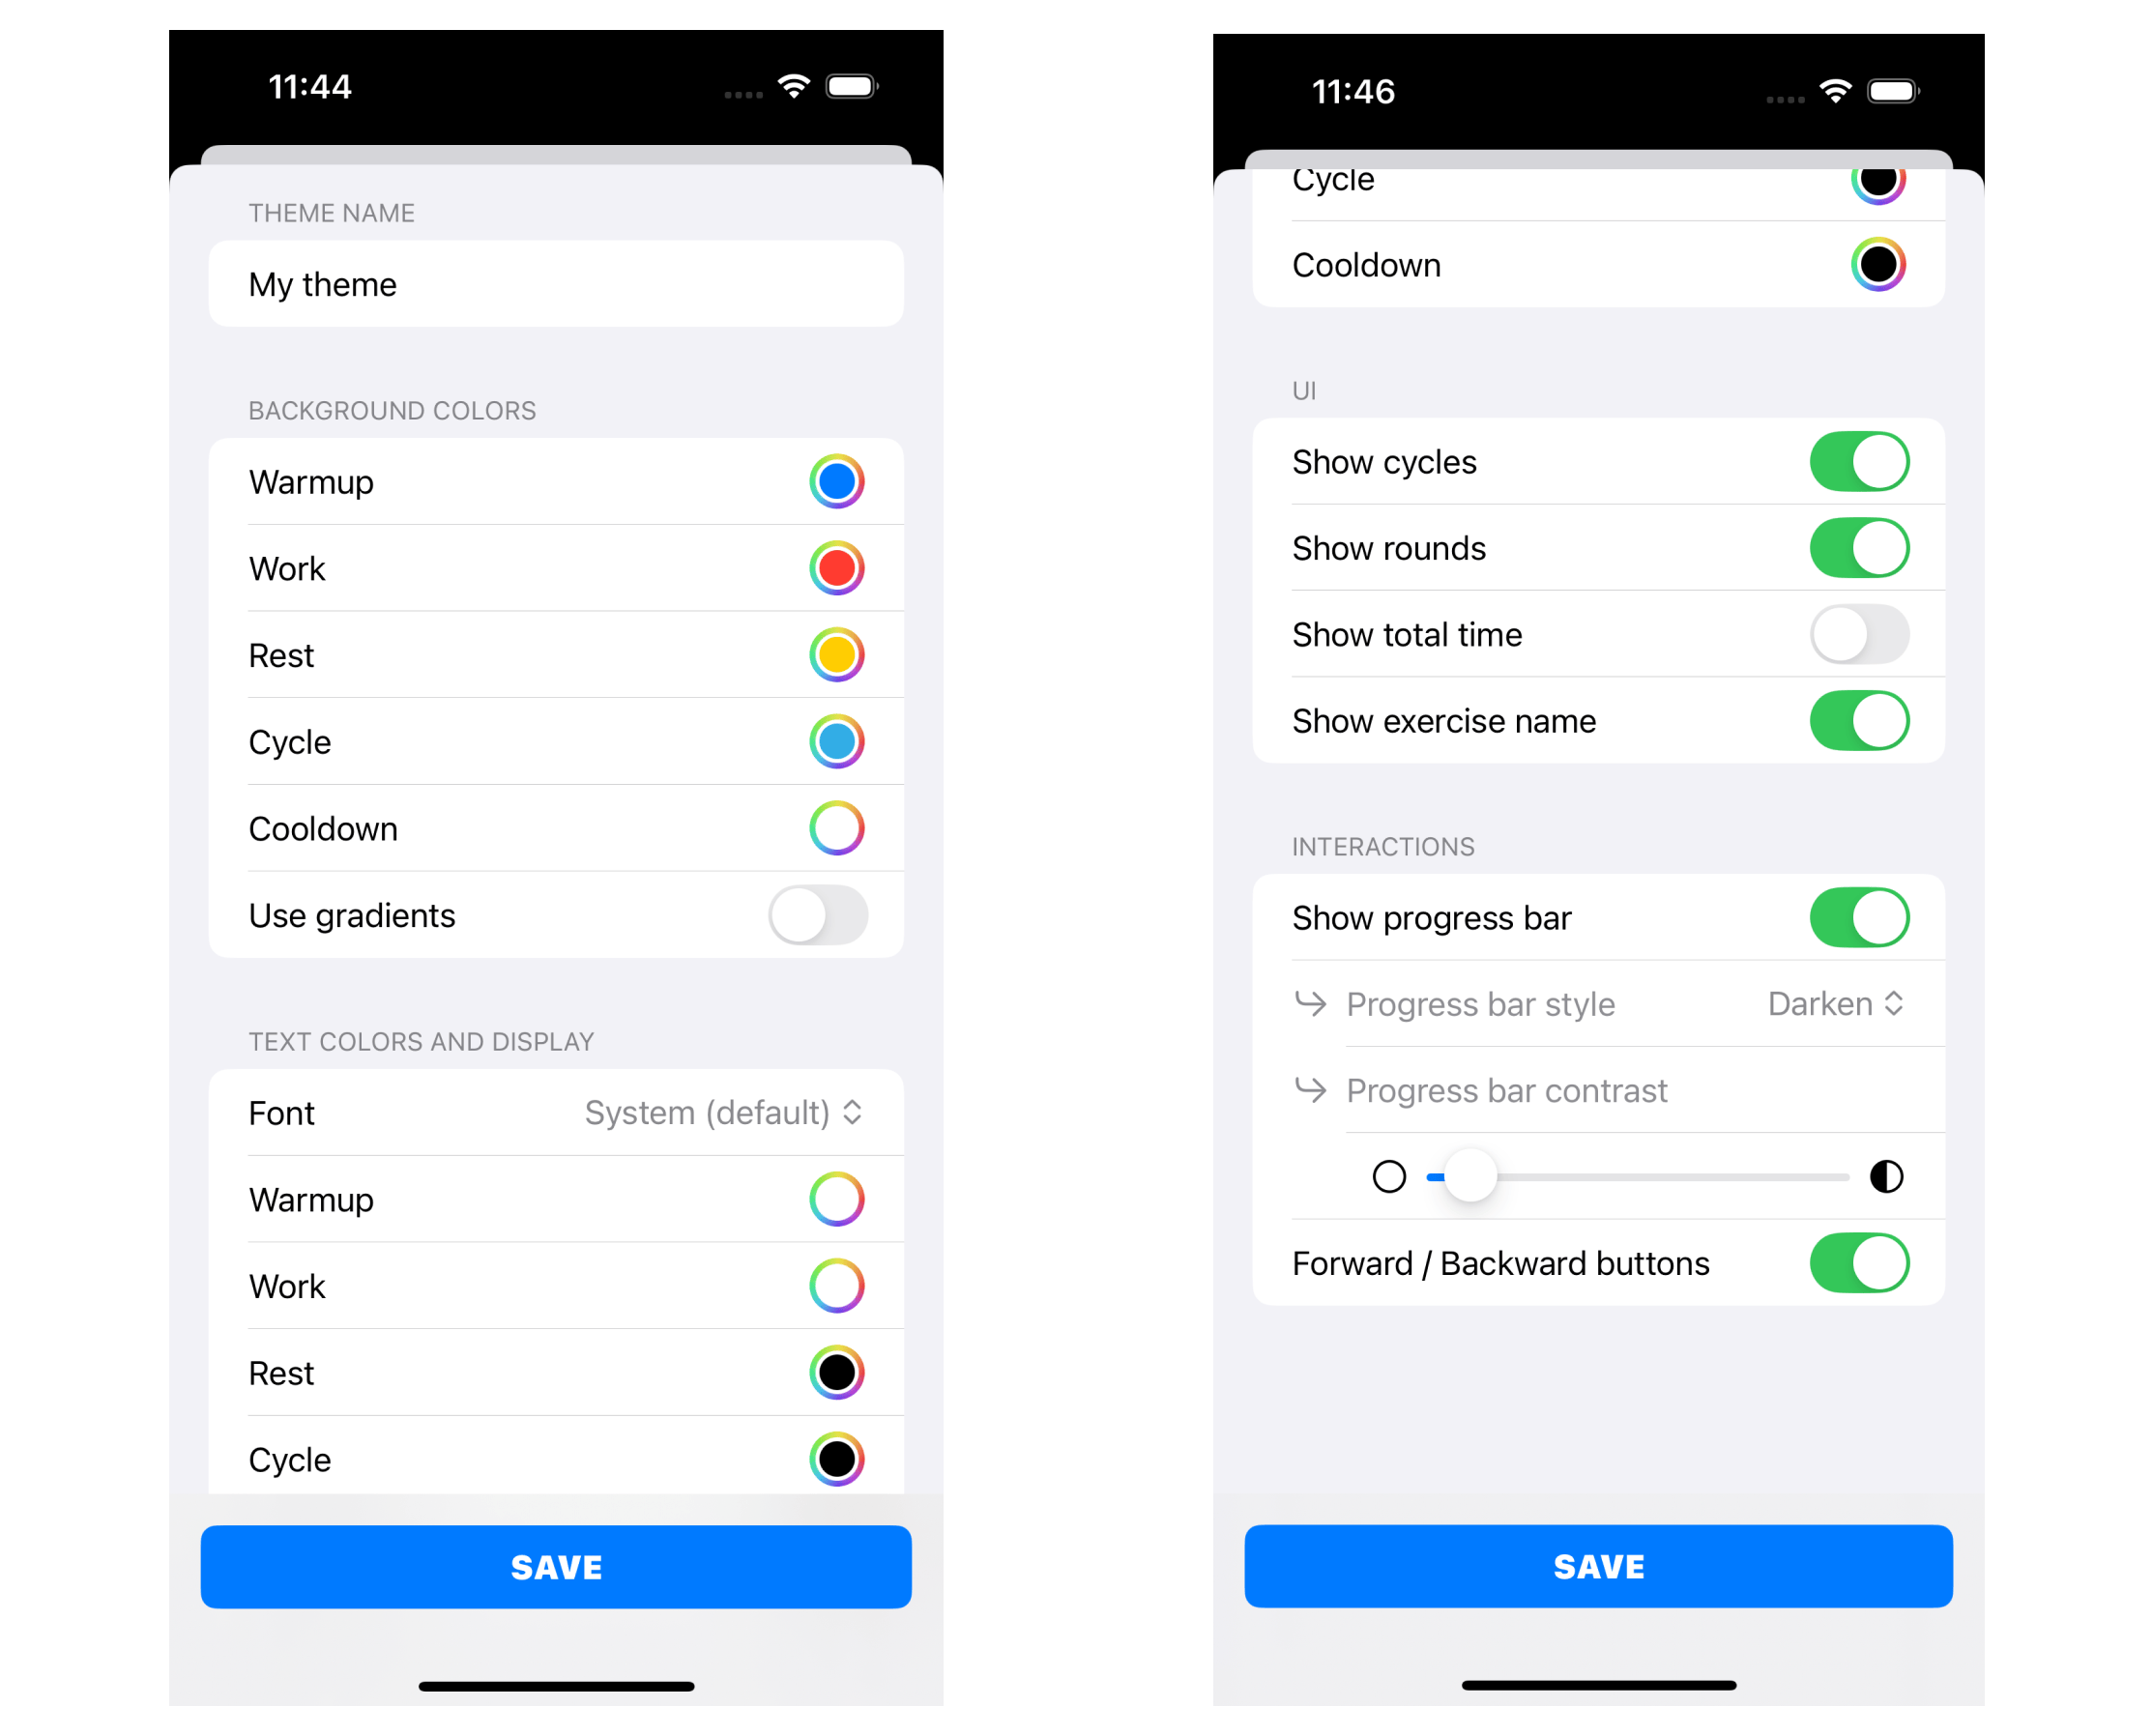 11:44
THEME NAME
My theme
BACKGROUND COLORS
Warmup
Work
Rest
Cycle
Cooldown
Use gradients
TEXT COLORS AND DISPLAY
Font System (default)
Warmup
Work
Rest
Cycle
SAVE
11:46
Cycle
Cooldown
UI
Show cycles
Show rounds
Show total time
Show exercise name
INTERACTIONS
Show progress bar
Progress bar style Darken
Progress bar contrast
Forward / Backward buttons
SAVE